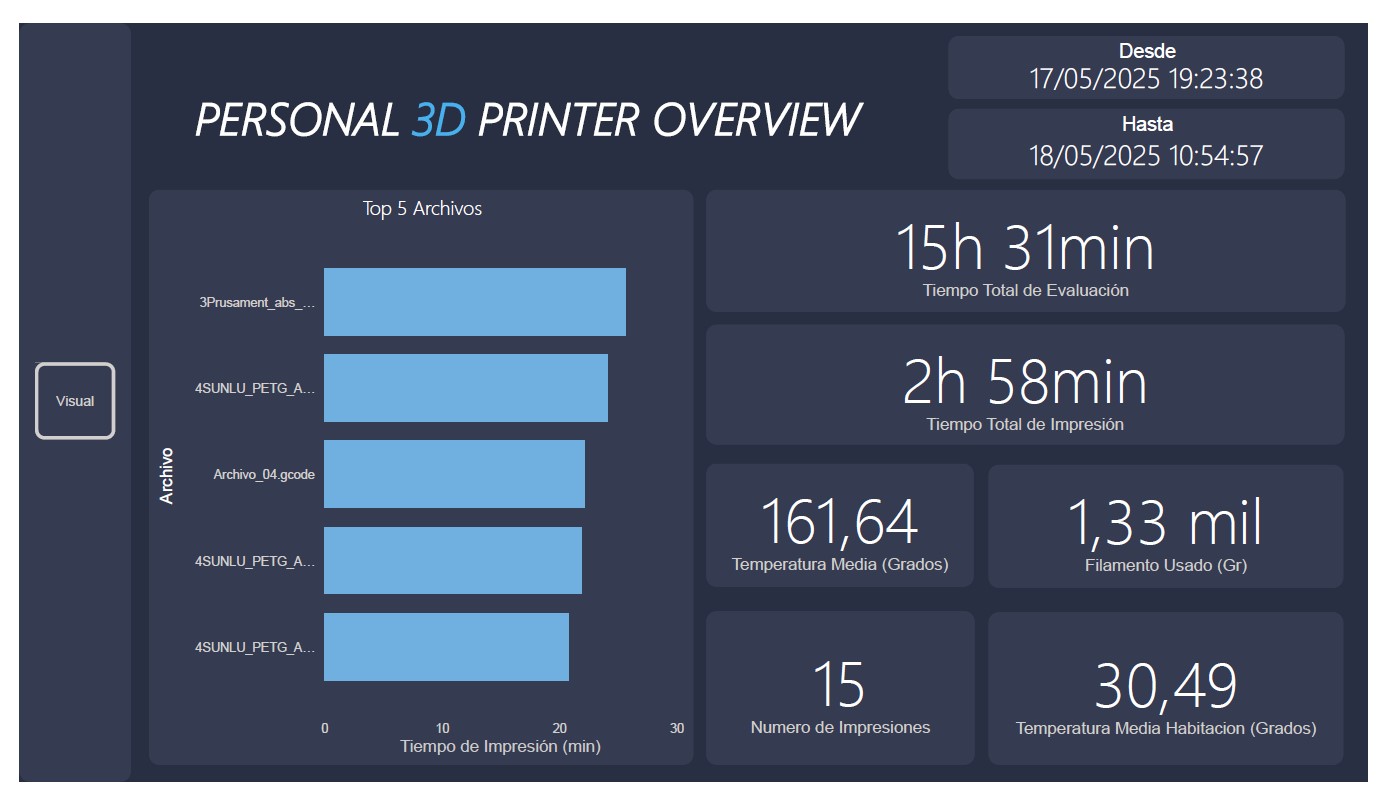 Desde
17/05/2025 19:23:38
PERSONAL 3D PRINTER OVERVIEW
Hasta
18/05/2025 10:54:57
Top 5 Archivos
Archivo
3Prusament_abs_...
4SUNLU_PETG_A...
Archivo_04.gcode
4SUNLU_PETG_A...
4SUNLU_PETG_A...
0 10 20 30
Tiempo de Impresión (min)
Visual
15h 31min
Tiempo Total de Evaluación
2h 58min
Tiempo Total de Impresión
161,64
Temperatura Media (Grados)
1,33 mil
Filamento Usado (Gr)
15
Numero de Impresiones
30,49
Temperatura Media Habitacion (Grados)